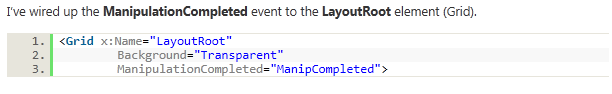 I've wired up the ManipulationCompleted event to the LayoutRoot element (Grid).
1. <Grid x:Name="LayoutRoot"
2. Background="Transparent"
3. ManipulationCompleted="ManipCompleted">